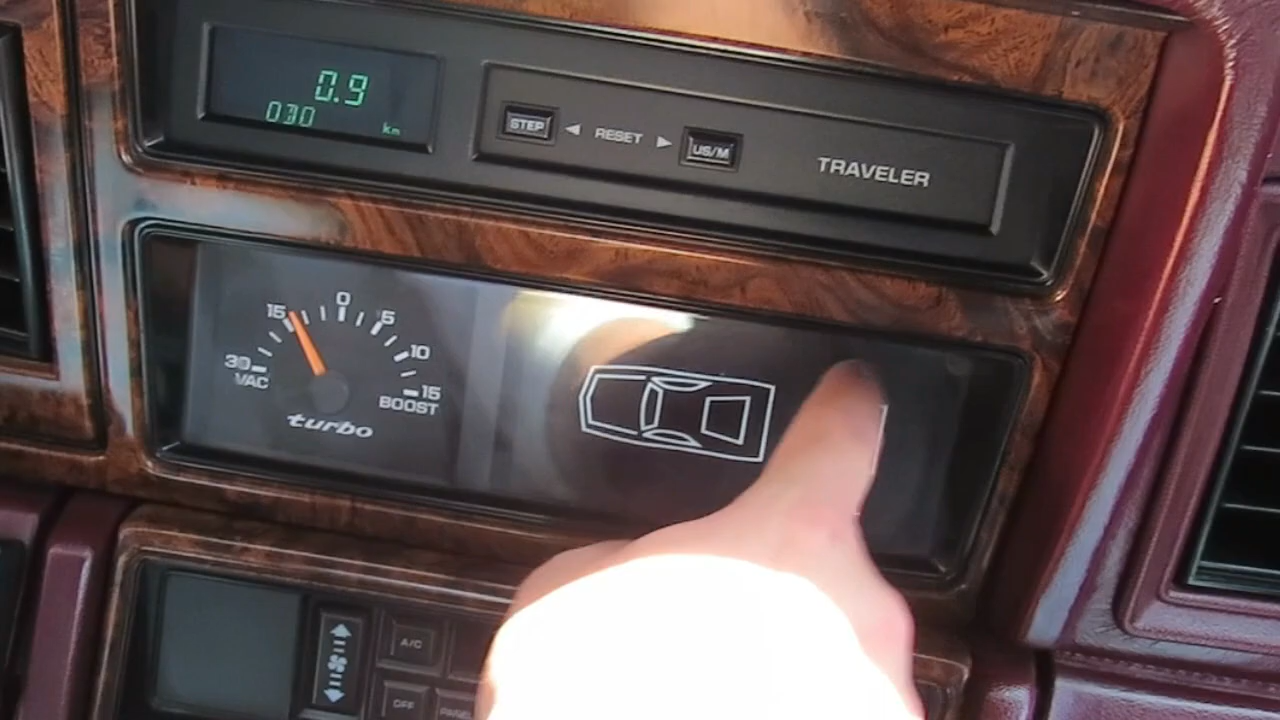 0.9
030 km
STEP ◄ RESET ► US/M
TRAVELER
15 0 5
30 10
VAC 15
BOOST
turbo
A/C
OFF